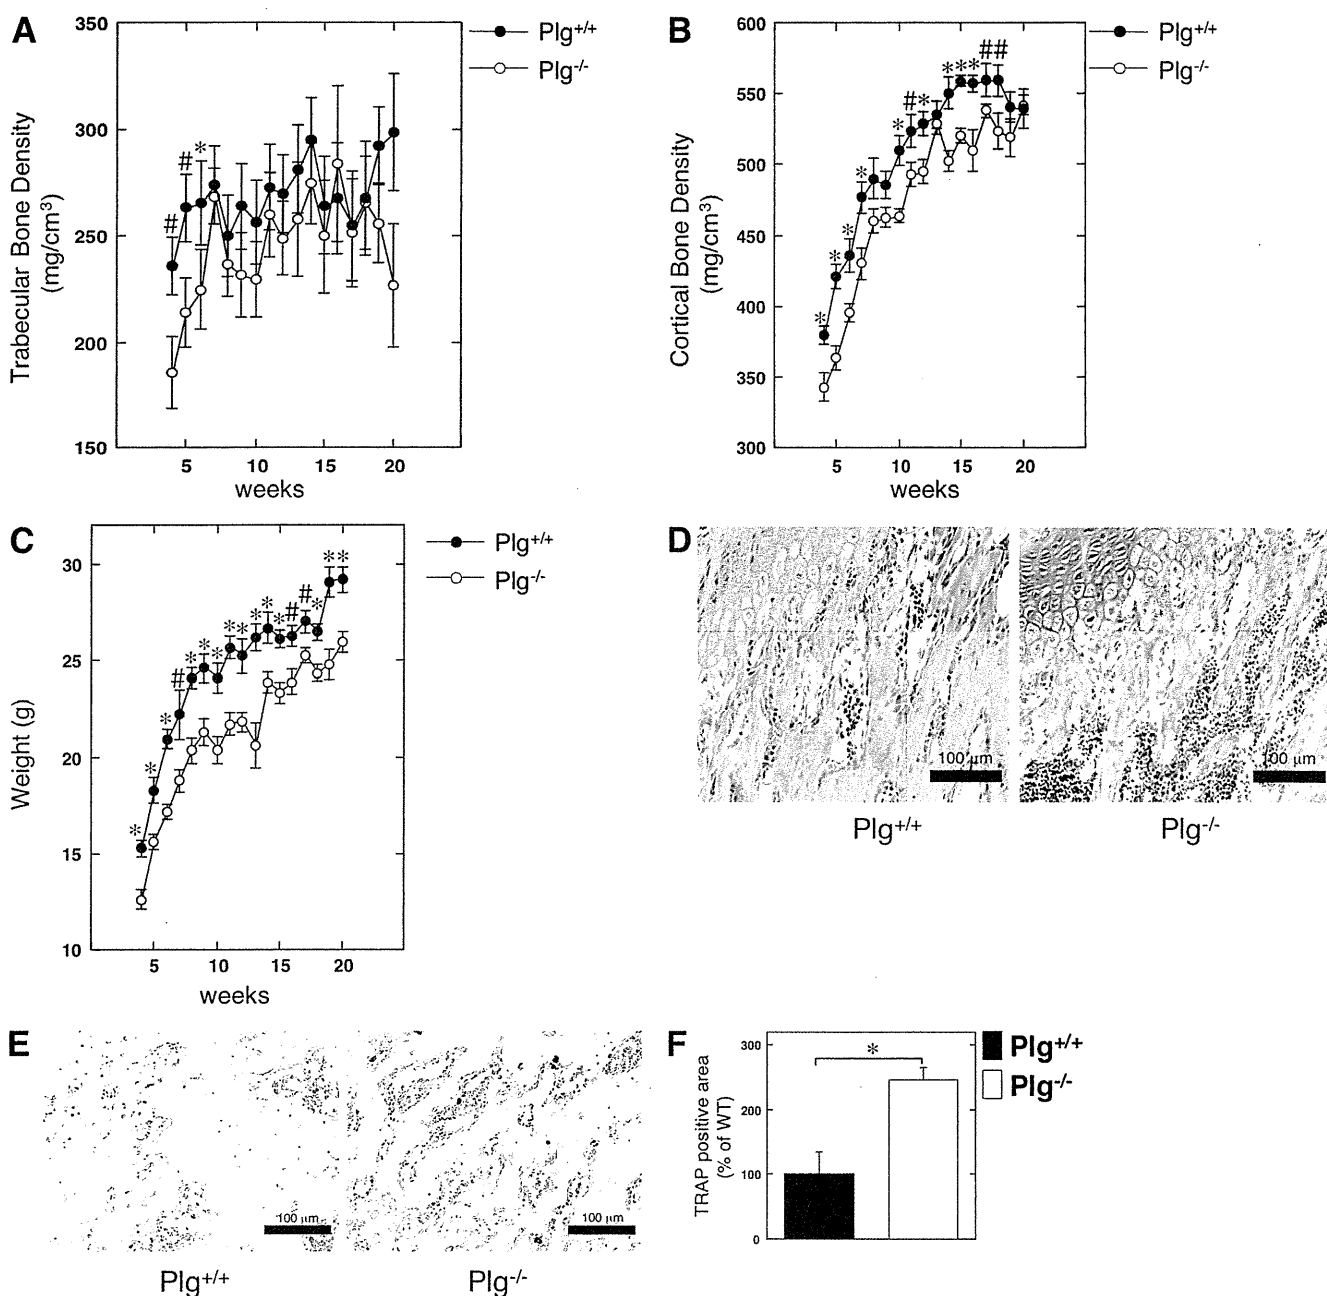 A
Plg+/+
Plg-/-
350
300
250
200
150
Trabecular Bone Density
(mg/cm3)
# # *
5 10 15 20
weeks
B
Plg+/+
Plg-/-
600
550
500
450
400
350
300
Cortical Bone Density
(mg/cm3)
* * * * * # * * * * # #
5 10 15 20
weeks
C
Plg+/+
Plg-/-
30
25
20
15
10
Weight (g)
* * * # * * * * * * * * # # * * *
5 10 15 20
weeks
D
100 μm
100 μm
Plg+/+
Plg-/-
E
100 μm
100 μm
Plg+/+
Plg-/-
F
Plg+/+
Plg-/-
300
200
100
0
TRAP positive area
(% of WT)
*